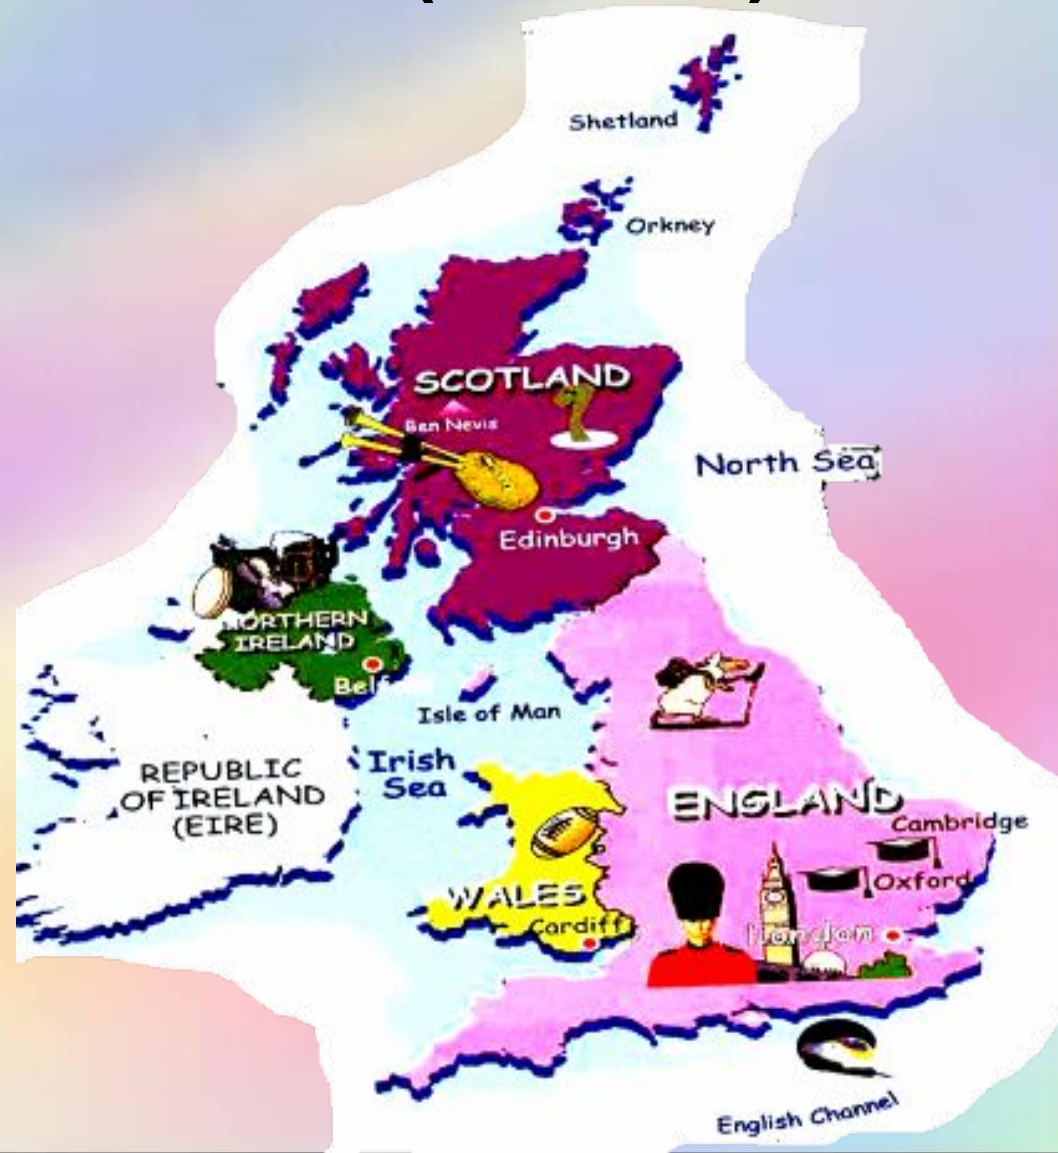 Shetland
Orkney
SCOTLAND
Ben Nevis
North Sea
Edinburgh
NORTHERN
IRELAND
Isle of Man
Irish
Sea
REPUBLIC
OF IRELAND
(EIRE)
ENGLAND
Cambridge
Oxford
WALES
Cardiff
London
English Channel